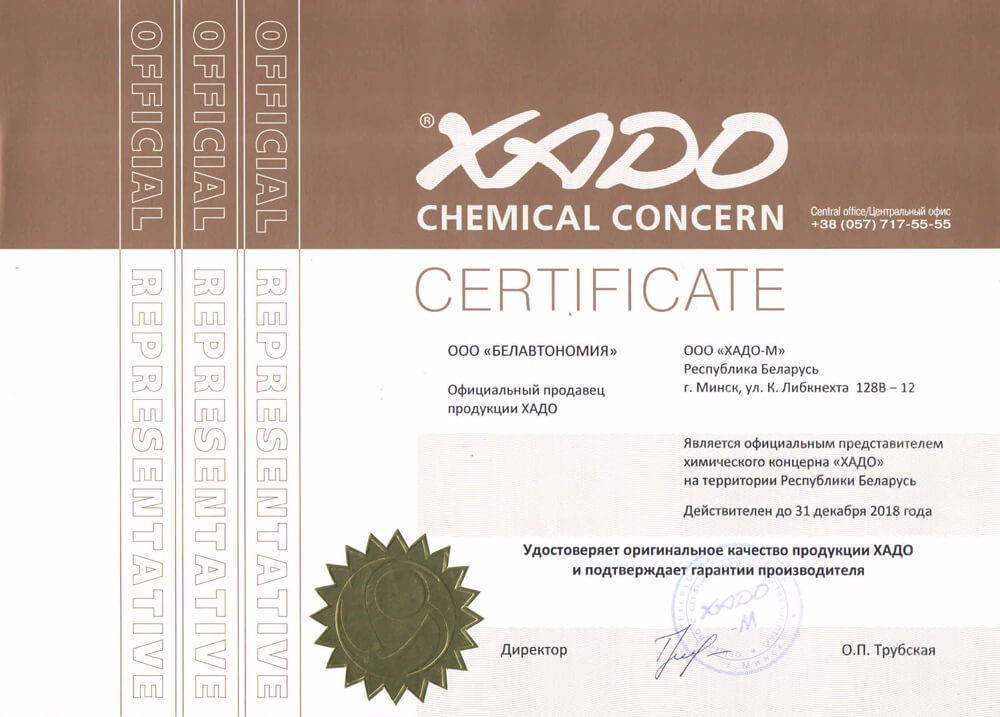 OFFICIAL REPRESENTATIVE
OFFICIAL REPRESENTATIVE
OFFICIAL REPRESENTATIVE
® XADO
CHEMICAL CONCERN
Central office/Центральный офис
+38 (057) 717-55-55
CERTIFICATE
ООО «БЕЛАВТОНОМИЯ»
Официальный продавец
продукции ХАДО
ООО «ХАДО-М»
Республика Беларусь
г. Минск, ул. К. Либкнехта 128В – 12
Является официальным представителем
химического концерна «ХАДО»
на территории Республики Беларусь
Действителен до 31 декабря 2018 года
Удостоверяет оригинальное качество продукции ХАДО
и подтверждает гарантии производителя
XADO
-М
г. Минск
Директор
О.П. Трубская